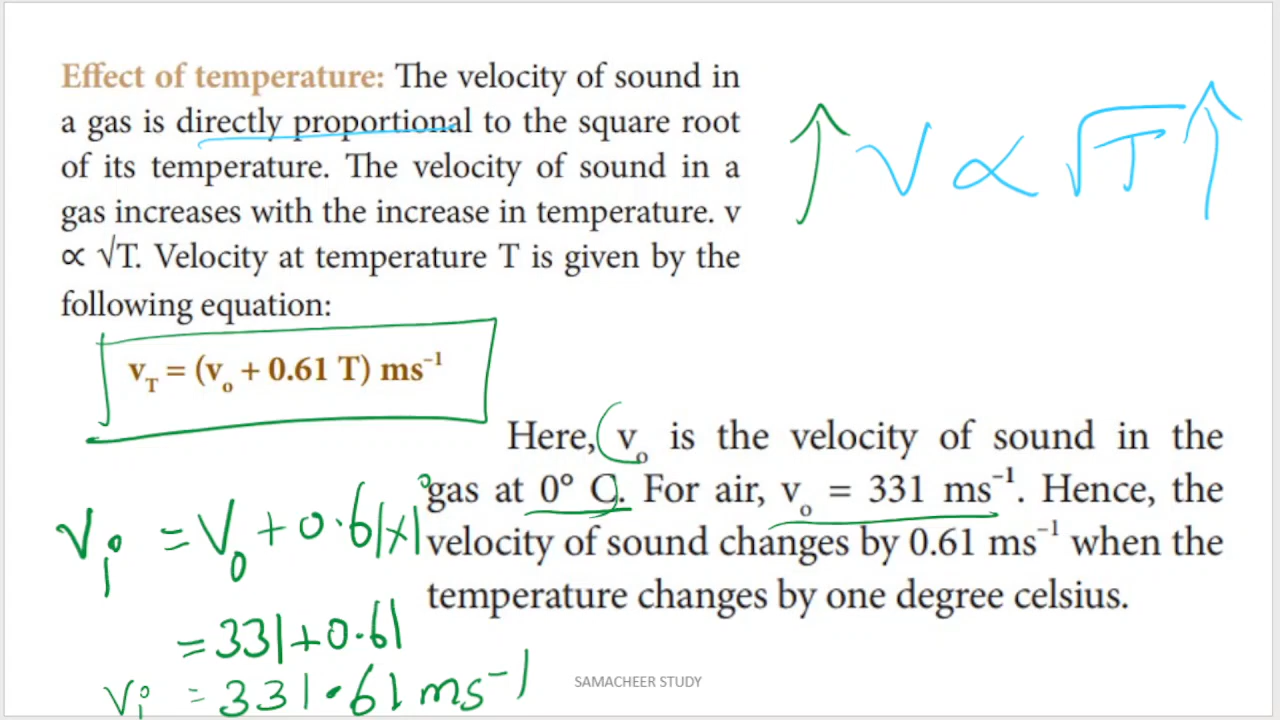 Effect of temperature: The velocity of sound in
a gas is directly proportional to the square root
of its temperature. The velocity of sound in a
gas increases with the increase in temperature. v
∝ √T. Velocity at temperature T is given by the
following equation:
v_T = (v_o + 0.61 T) ms⁻¹
↑ V ∝ √T ↑
Here, v_o is the velocity of sound in the
gas at 0° C. For air, v_o = 331 ms⁻¹. Hence, the
velocity of sound changes by 0.61 ms⁻¹ when the
temperature changes by one degree celsius.
V₁° = V₀ + 0.61×1°
= 331+0.61
V₁° = 331.61 ms⁻¹
SAMACHEER STUDY